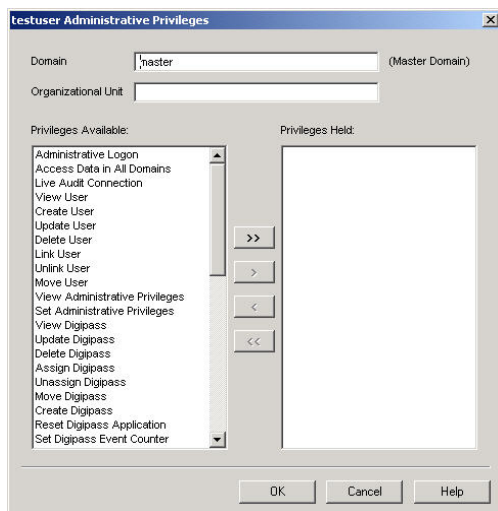 testuser Administrative Privileges
Domain
master
(Master Domain)
Organizational Unit
Privileges Available:
Privileges Held:
Administrative Logon
Access Data in All Domains
Live Audit Connection
View User
Create User
Update User
Delete User
Link User
Unlink User
Move User
View Administrative Privileges
Set Administrative Privileges
View Digipass
Update Digipass
Delete Digipass
Assign Digipass
Unassign Digipass
Move Digipass
Create Digipass
Reset Digipass Application
Set Digipass Event Counter
>>
>
<
<<
OK
Cancel
Help